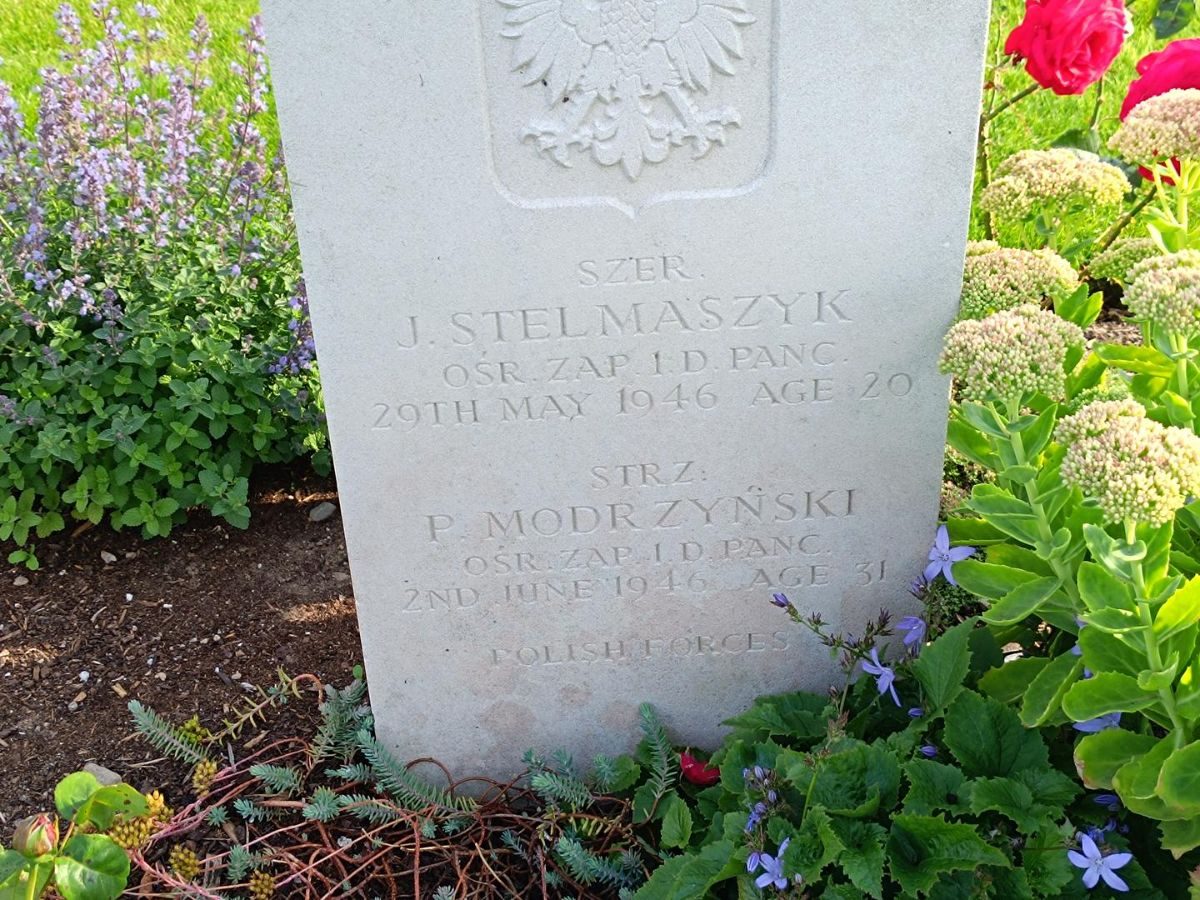 SZER.
J. STELMASZYK
OŚR. ZAP. 1. D. PANC.
29TH MAY 1946 AGE 20
STRZ.
P. MODRZYŃSKI
OŚR. ZAP. 1 D. PANC.
2ND JUNE 1946 AGE 31
POLISH FORCES